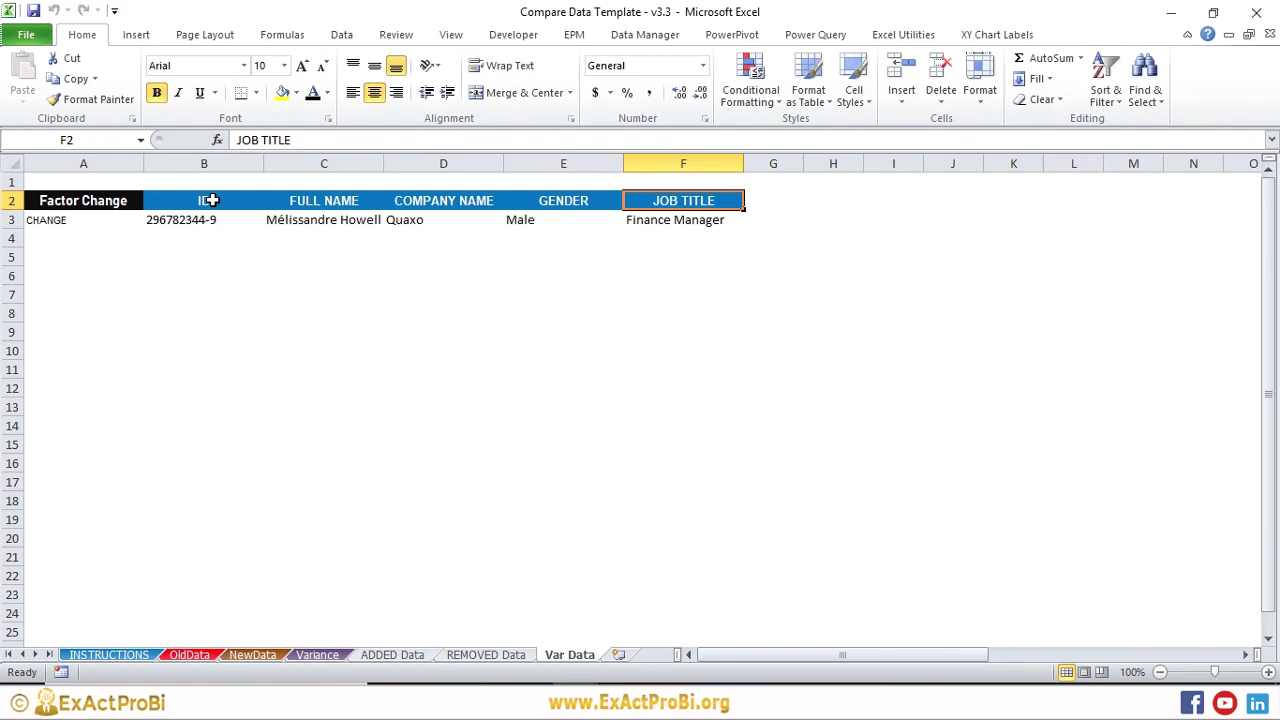 Compare Data Template - v3.3 - Microsoft Excel
File Home Insert Page Layout Formulas Data Review View Developer EPM Data Manager PowerPivot Power Query Excel Utilities XY Chart Labels
Paste
Cut
Copy
Format Painter
Clipboard
Arial 10
B I U A
Font
Wrap Text
Merge & Center
Alignment
General
$ % ,
Number
Conditional Formatting
Format as Table
Cell Styles
Styles
Insert Delete Format
Cells
AutoSum
Fill
Clear
Sort & Filter
Find & Select
Editing
F2 fx JOB TITLE
A B C D E F G H I J K L M N O
1
2 Factor Change ID FULL NAME COMPANY NAME GENDER JOB TITLE
3 CHANGE 296782344-9 Mélissandre Howell Quaxo Male Finance Manager
4
5
6
7
8
9
10
11
12
13
14
15
16
17
18
19
20
21
22
23
24
25
INSTRUCTIONS OldData NewData Variance ADDED Data REMOVED Data Var Data
Ready 100%
© ExActProBi www.ExActProBi.org